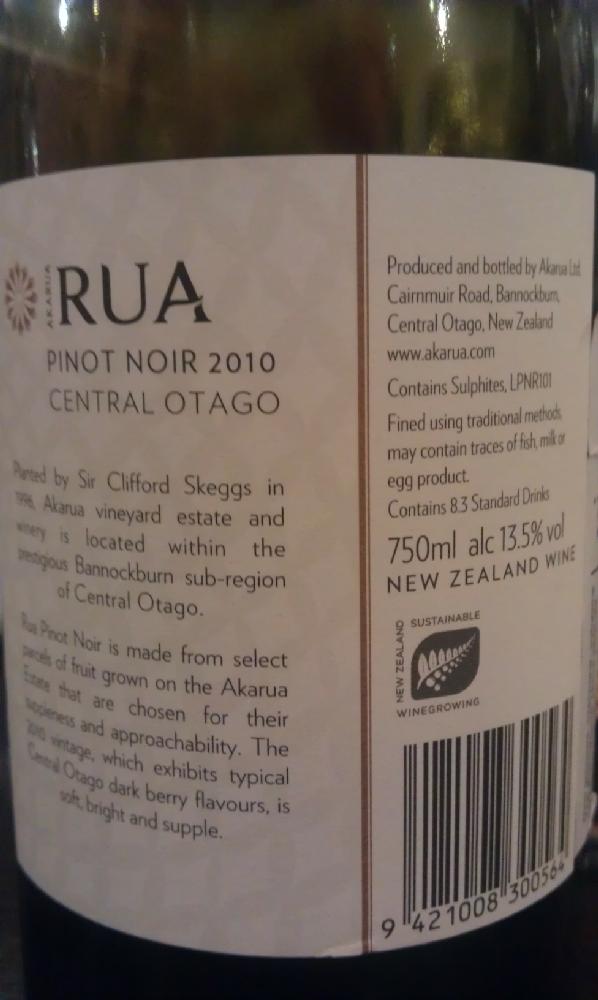 AKARUA
RUA
PINOT NOIR 2010
CENTRAL OTAGO
Planted by Sir Clifford Skeggs in
1996, Akarua vineyard estate and
winery is located within the
prestigious Bannockburn sub-region
of Central Otago.
Rua Pinot Noir is made from select
parcels of fruit grown on the Akarua
Estate that are chosen for their
suppleness and approachability. The
2010 vintage, which exhibits typical
Central Otago dark berry flavours, is
soft, bright and supple.
Produced and bottled by Akarua Ltd.
Cairnmuir Road, Bannockburn,
Central Otago, New Zealand
www.akarua.com
Contains Sulphites, LPNR101
Fined using traditional methods,
may contain traces of fish, milk or
egg product.
Contains 8.3 Standard Drinks
750ml alc 13.5% vol
NEW ZEALAND WINE
SUSTAINABLE
NEW ZEALAND
WINEGROWING
9 421008 300564